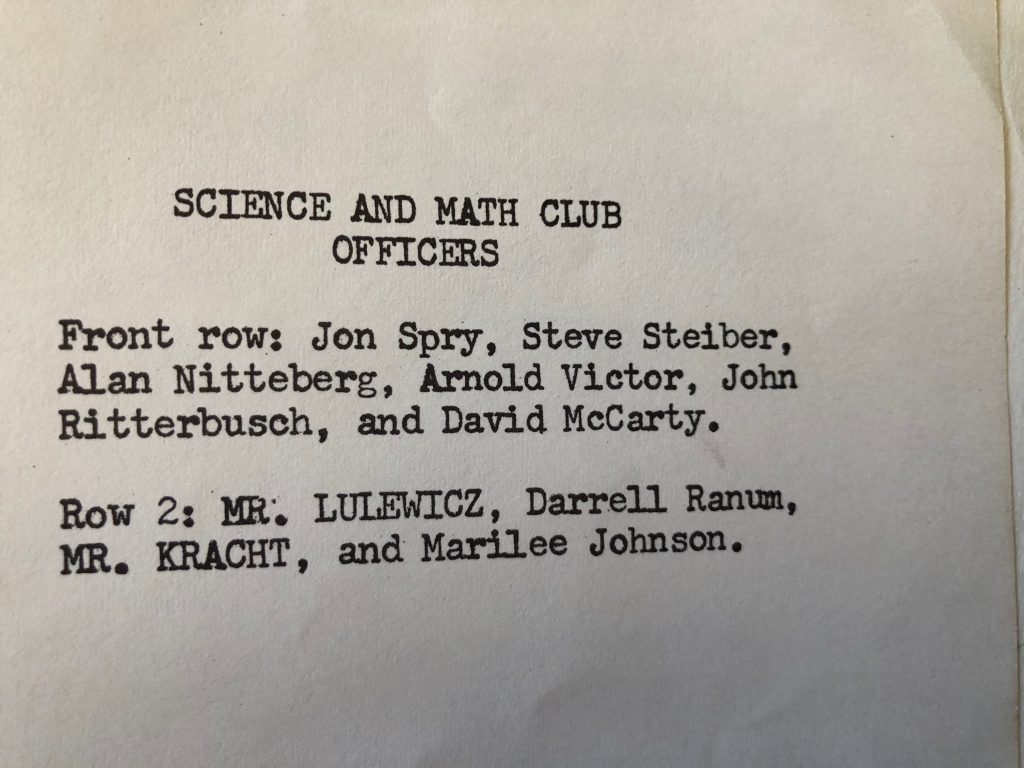 SCIENCE AND MATH CLUB
OFFICERS
Front row: Jon Spry, Steve Steiber,
Alan Nitteberg, Arnold Victor, John
Ritterbusch, and David McCarty.
Row 2: MR. LULEWICZ, Darrell Ranum,
MR. KRACHT, and Marilee Johnson.